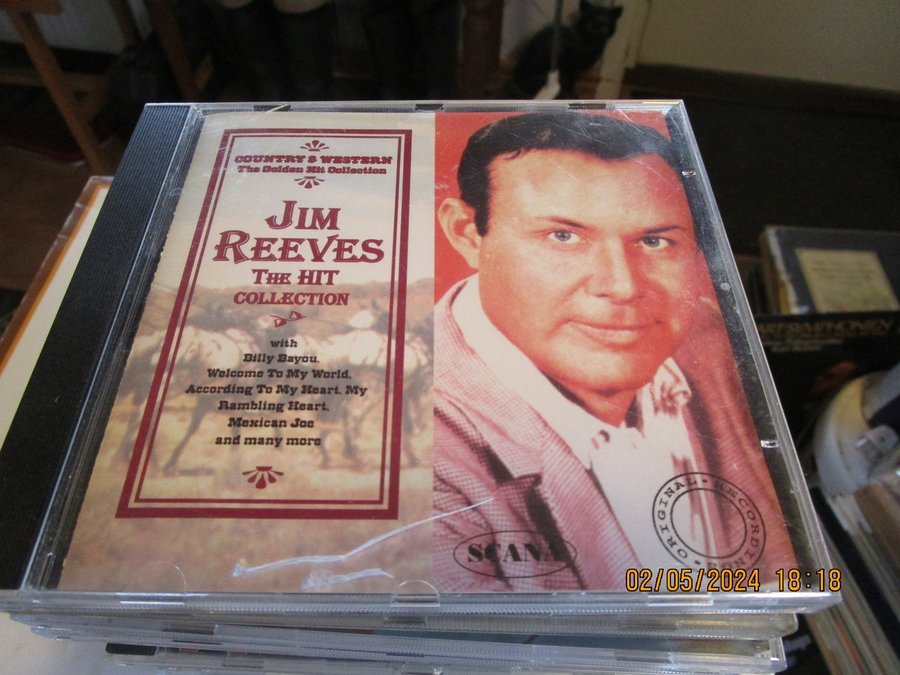 COUNTRY & WESTERN
The Golden Hit Collection
JIM
REEVES
THE HIT
COLLECTION
with
Billy Bayou,
Welcome To My World,
According To My Heart, My
Rambling Heart,
Mexican Joe
and many more
SCANA
ORIGINAL - RECORDING
02/05/2024 18:18